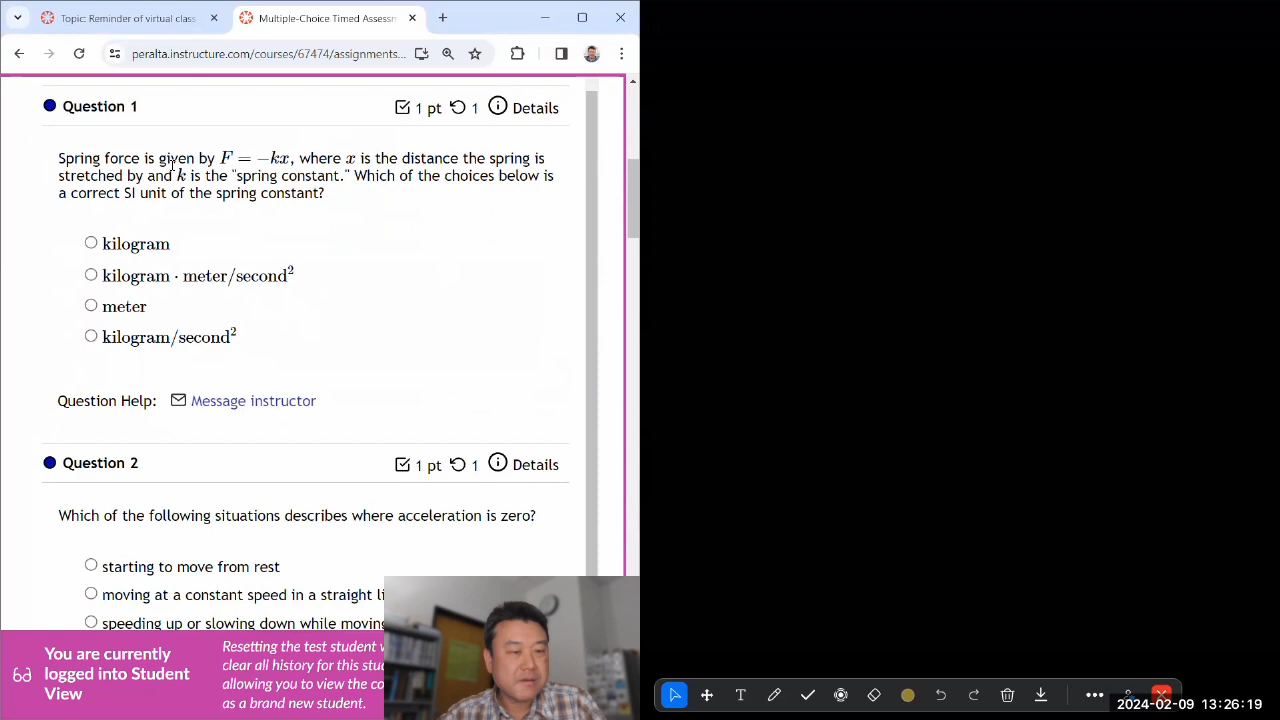 Topic: Reminder of virtual class
Multiple-Choice Timed Assessm
peralta.instructure.com/courses/67474/assignments...
Question 1
1 pt 1 Details
Spring force is given by F = −kx, where x is the distance the spring is
stretched by and k is the "spring constant." Which of the choices below is
a correct SI unit of the spring constant?
kilogram
kilogram · meter/second²
meter
kilogram/second²
Question Help: Message instructor
Question 2
1 pt 1 Details
Which of the following situations describes where acceleration is zero?
starting to move from rest
moving at a constant speed in a straight li
speeding up or slowing down while moving
You are currently
logged into Student
View
Resetting the test student
clear all history for this stu
allowing you to view the co
as a brand new student.
2024-02-09 13:26:19